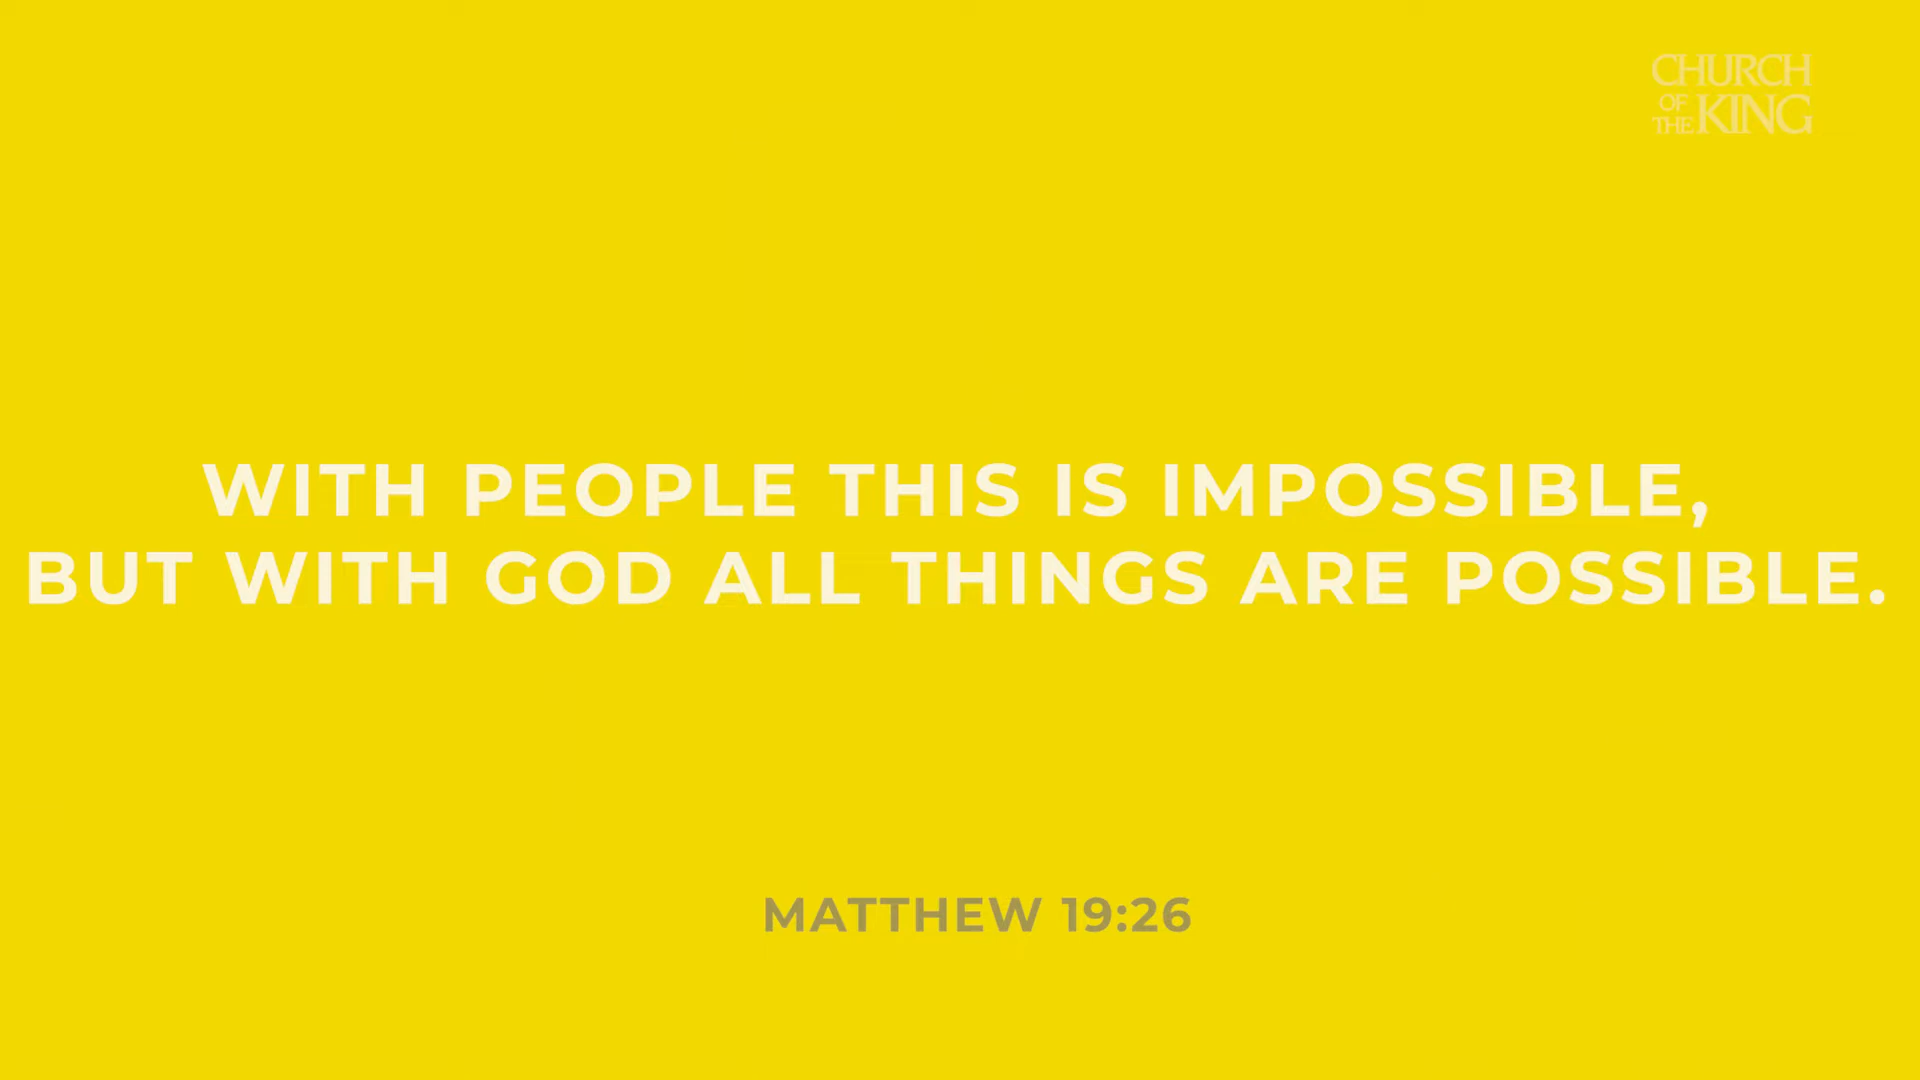 CHURCH
OF
THE KING
WITH PEOPLE THIS IS IMPOSSIBLE,
BUT WITH GOD ALL THINGS ARE POSSIBLE.
MATTHEW 19:26